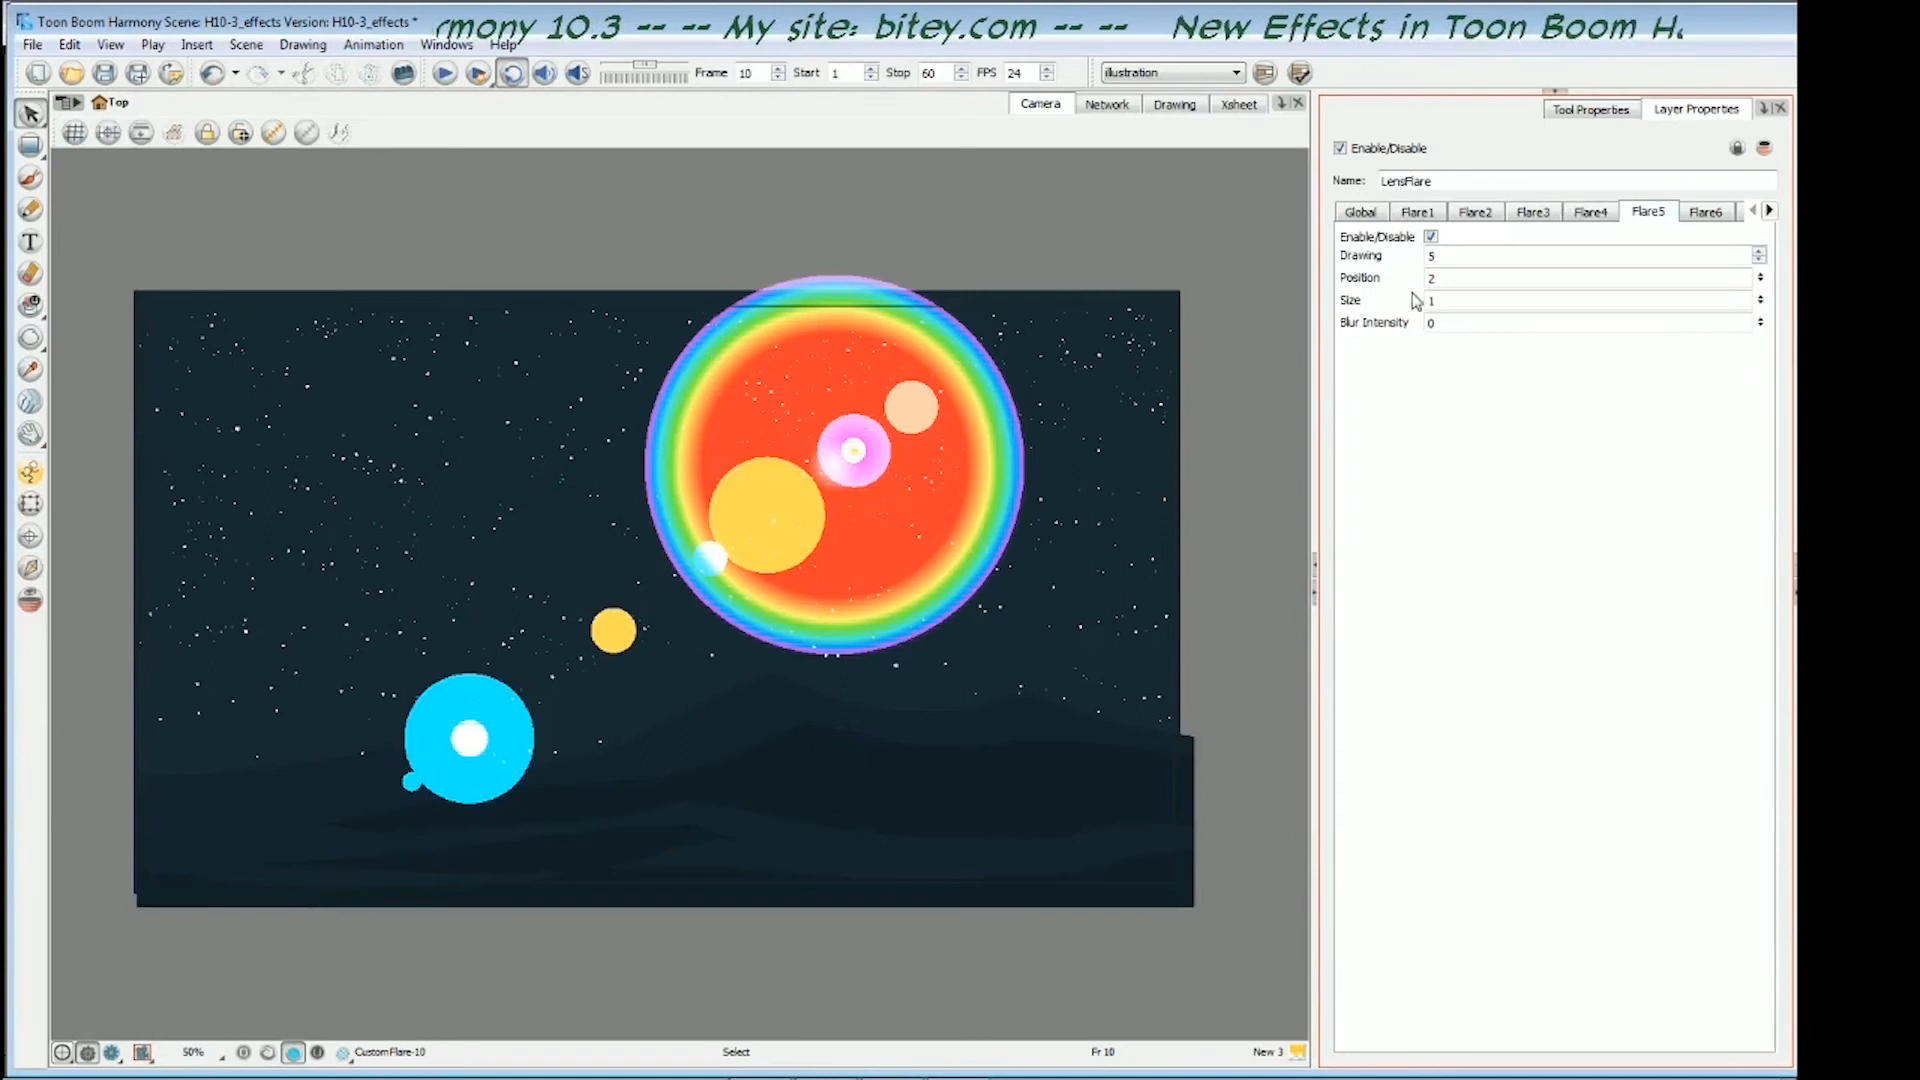 Toon Boom Harmony Scene: H10-3_effects Version: H10-3_effects *
rmony 10.3 -- -- My site: bitey.com -- -- New Effects in Toon Boom Ha
File Edit View Play Insert Scene Drawing Animation Windows Help
Frame 10 Start 1 Stop 60 FPS 24 illustration
Top
Camera Network Drawing Xsheet
Tool Properties Layer Properties
Enable/Disable
Name: LensFlare
Global Flare1 Flare2 Flare3 Flare4 Flare5 Flare6
Enable/Disable
Drawing 5
Position 2
Size 1
Blur Intensity 0
50% CustomFlare-10 Select Fr 10 New 3